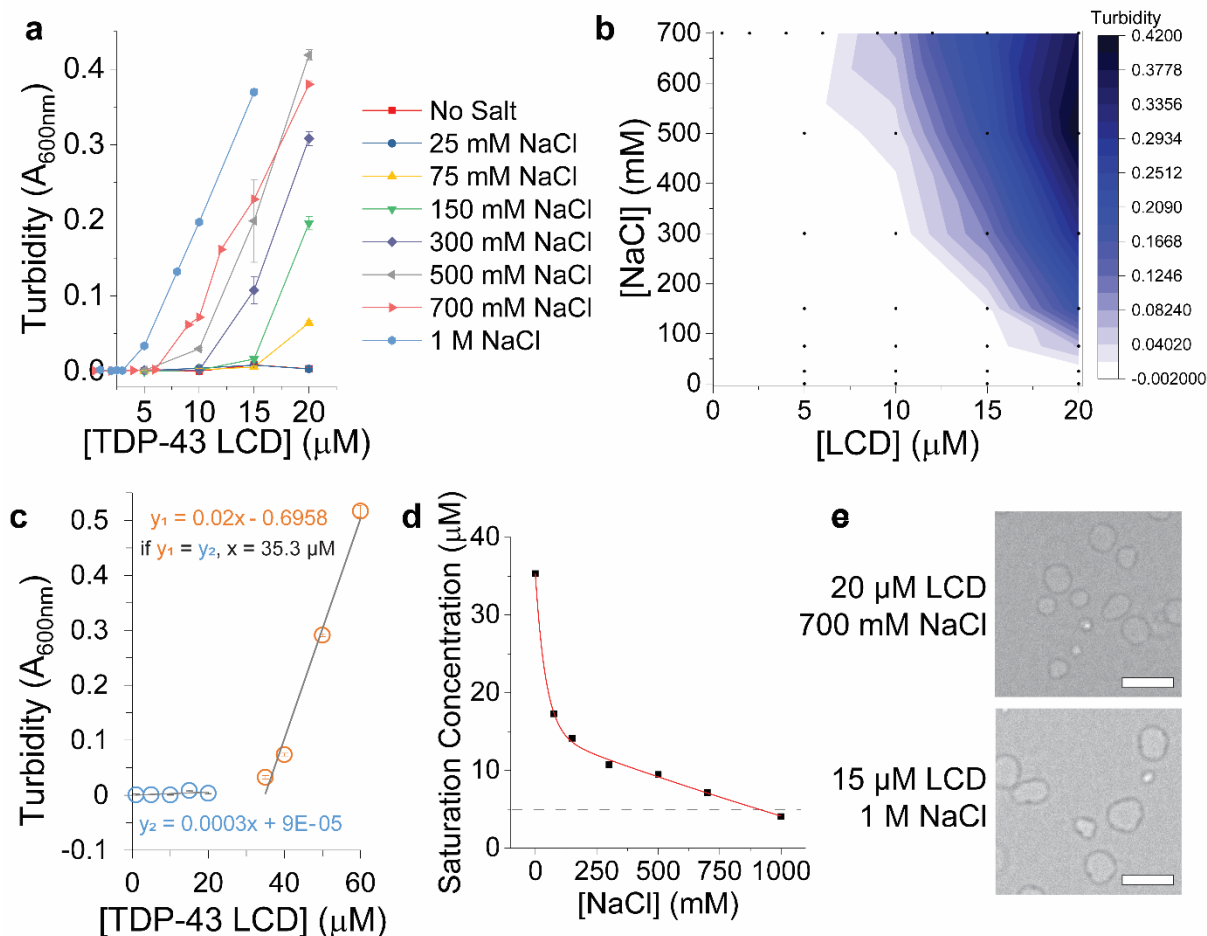 a
Turbidity (A600nm)
0.4
0.3
0.2
0.1
0.0
5
10
15
20
[TDP-43 LCD] (μM)
No Salt
25 mM NaCl
75 mM NaCl
150 mM NaCl
300 mM NaCl
500 mM NaCl
700 mM NaCl
1 M NaCl
b
[NaCl] (mM)
700
600
500
400
300
200
100
0
0
5
10
15
20
[LCD] (μM)
Turbidity
0.4200
0.3778
0.3356
0.2934
0.2512
0.2090
0.1668
0.1246
0.08240
0.04020
-0.002000
c
Turbidity (A600nm)
0.5
0.3
0.2
0.1
0
-0.1
y₁ = 0.02x - 0.6958
if y₁ = y₂, x = 35.3 μM
y₂ = 0.0003x + 9E-05
0
20
40
60
[TDP-43 LCD] (μM)
d
Saturation Concentration (μM)
40
30
20
10
0
0
250
500
750
1000
[NaCl] (mM)
e
20 μM LCD
700 mM NaCl
15 μM LCD
1 M NaCl